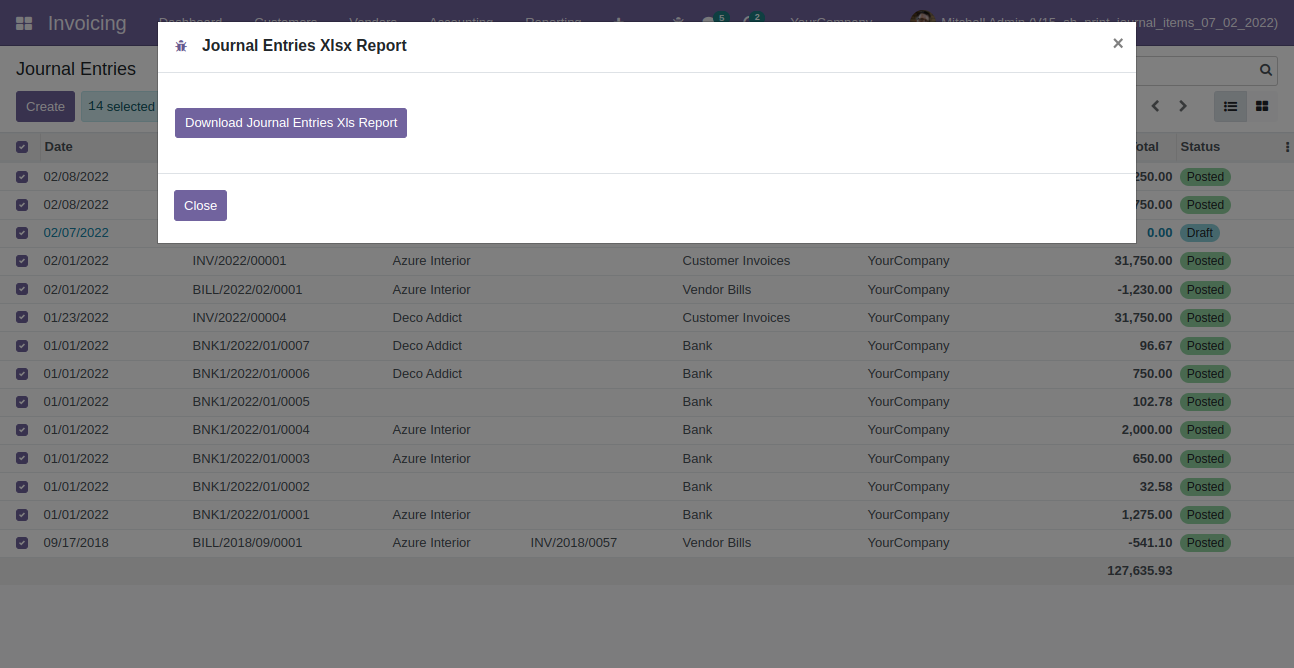 Invoicing Dashboard Customers Vendors Accounting Reporting 5 2 YourCompany Mitchell Admin (V15_sh_print_journal_items_07_02_2022)
Journal Entries Xlsx Report ×
Journal Entries
Create 14 selected
Download Journal Entries Xls Report
Date Total Status
02/08/2022 250.00 Posted
02/08/2022 750.00 Posted
Close
02/07/2022 0.00 Draft
02/01/2022 INV/2022/00001 Azure Interior Customer Invoices YourCompany 31,750.00 Posted
02/01/2022 BILL/2022/02/0001 Azure Interior Vendor Bills YourCompany -1,230.00 Posted
01/23/2022 INV/2022/00004 Deco Addict Customer Invoices YourCompany 31,750.00 Posted
01/01/2022 BNK1/2022/01/0007 Deco Addict Bank YourCompany 96.67 Posted
01/01/2022 BNK1/2022/01/0006 Deco Addict Bank YourCompany 750.00 Posted
01/01/2022 BNK1/2022/01/0005 Bank YourCompany 102.78 Posted
01/01/2022 BNK1/2022/01/0004 Azure Interior Bank YourCompany 2,000.00 Posted
01/01/2022 BNK1/2022/01/0003 Azure Interior Bank YourCompany 650.00 Posted
01/01/2022 BNK1/2022/01/0002 Bank YourCompany 32.58 Posted
01/01/2022 BNK1/2022/01/0001 Azure Interior Bank YourCompany 1,275.00 Posted
09/17/2018 BILL/2018/09/0001 Azure Interior INV/2018/0057 Vendor Bills YourCompany -541.10 Posted
127,635.93